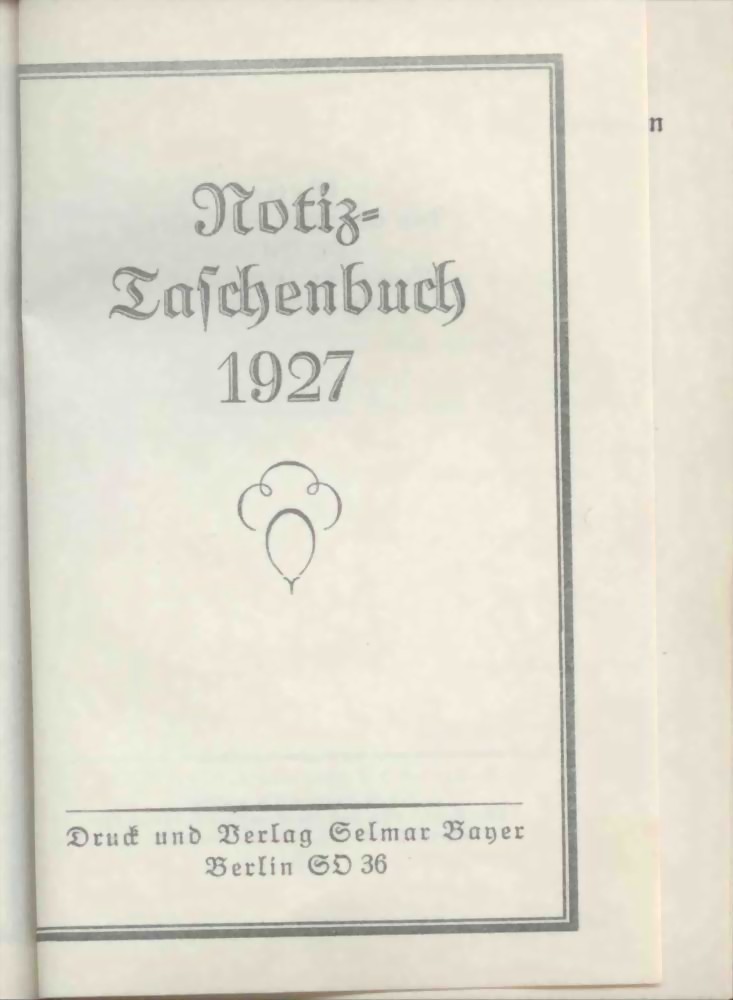 Notiz-
Taschenbuch
1927
Druck und Verlag Selmar Bayer
Berlin SO 36
n